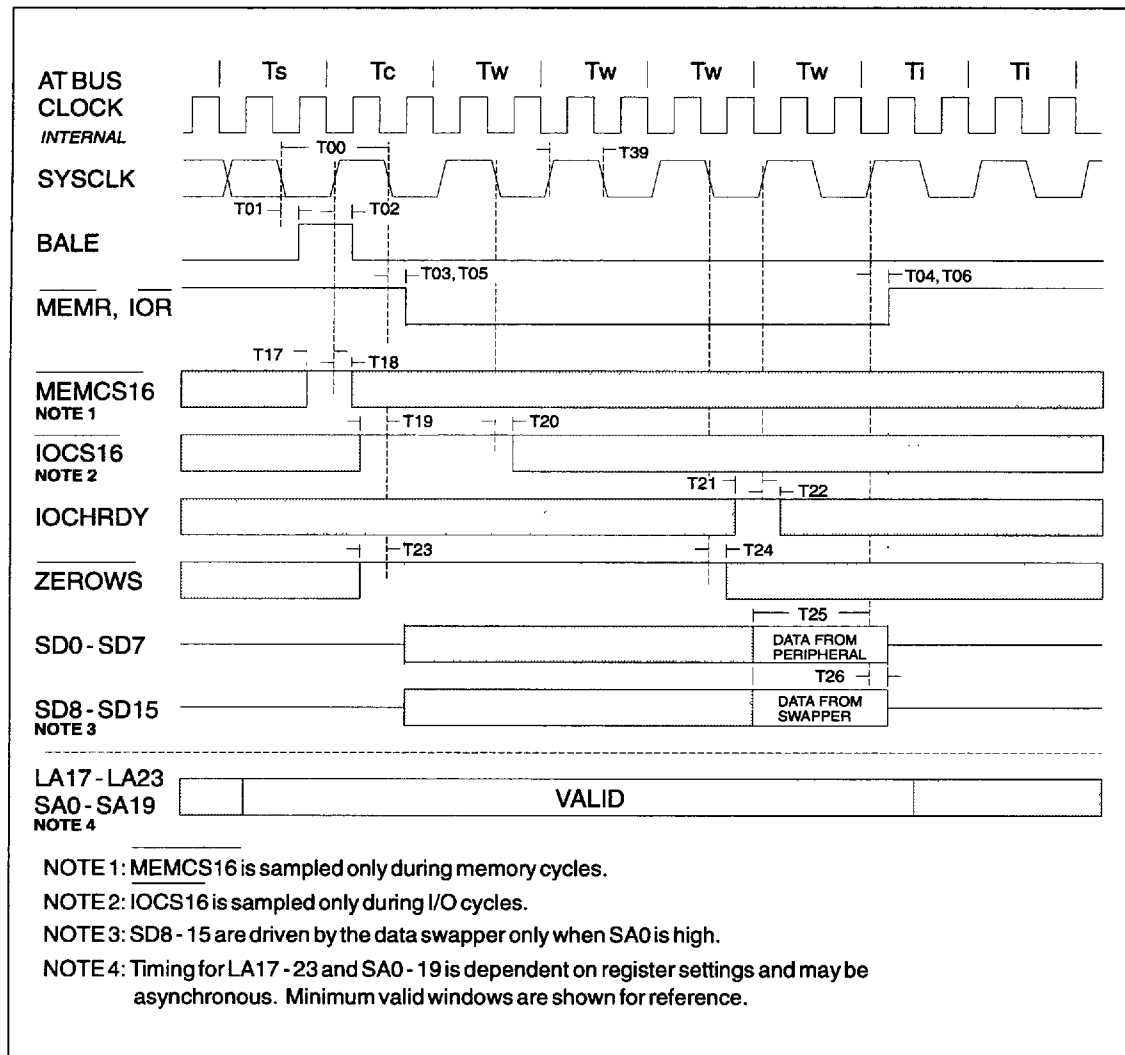 Ts Tc Tw Tw Tw Tw Ti Ti
AT BUS
CLOCK
INTERNAL
T00
T39
SYSCLK
T01 T02
BALE
T03, T05 T04, T06
MEMR, IOR
T17 T18
MEMCS16
NOTE 1
T19 T20
IOCS16
NOTE 2
T21 T22
IOCHRDY
T23 T24
ZEROWS
T25
SD0 - SD7
DATA FROM
PERIPHERAL
T26
SD8 - SD15
NOTE 3
DATA FROM
SWAPPER
LA17 - LA23
SA0 - SA19
NOTE 4
VALID
NOTE 1: MEMCS16 is sampled only during memory cycles.
NOTE 2: IOCS16 is sampled only during I/O cycles.
NOTE 3: SD8 - 15 are driven by the data swapper only when SA0 is high.
NOTE 4: Timing for LA17 - 23 and SA0 - 19 is dependent on register settings and may be
asynchronous. Minimum valid windows are shown for reference.